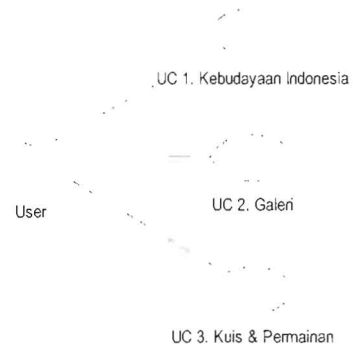 UC 1. Kebudayaan Indonesia
User
UC 2. Galeri
UC 3. Kuis & Permainan